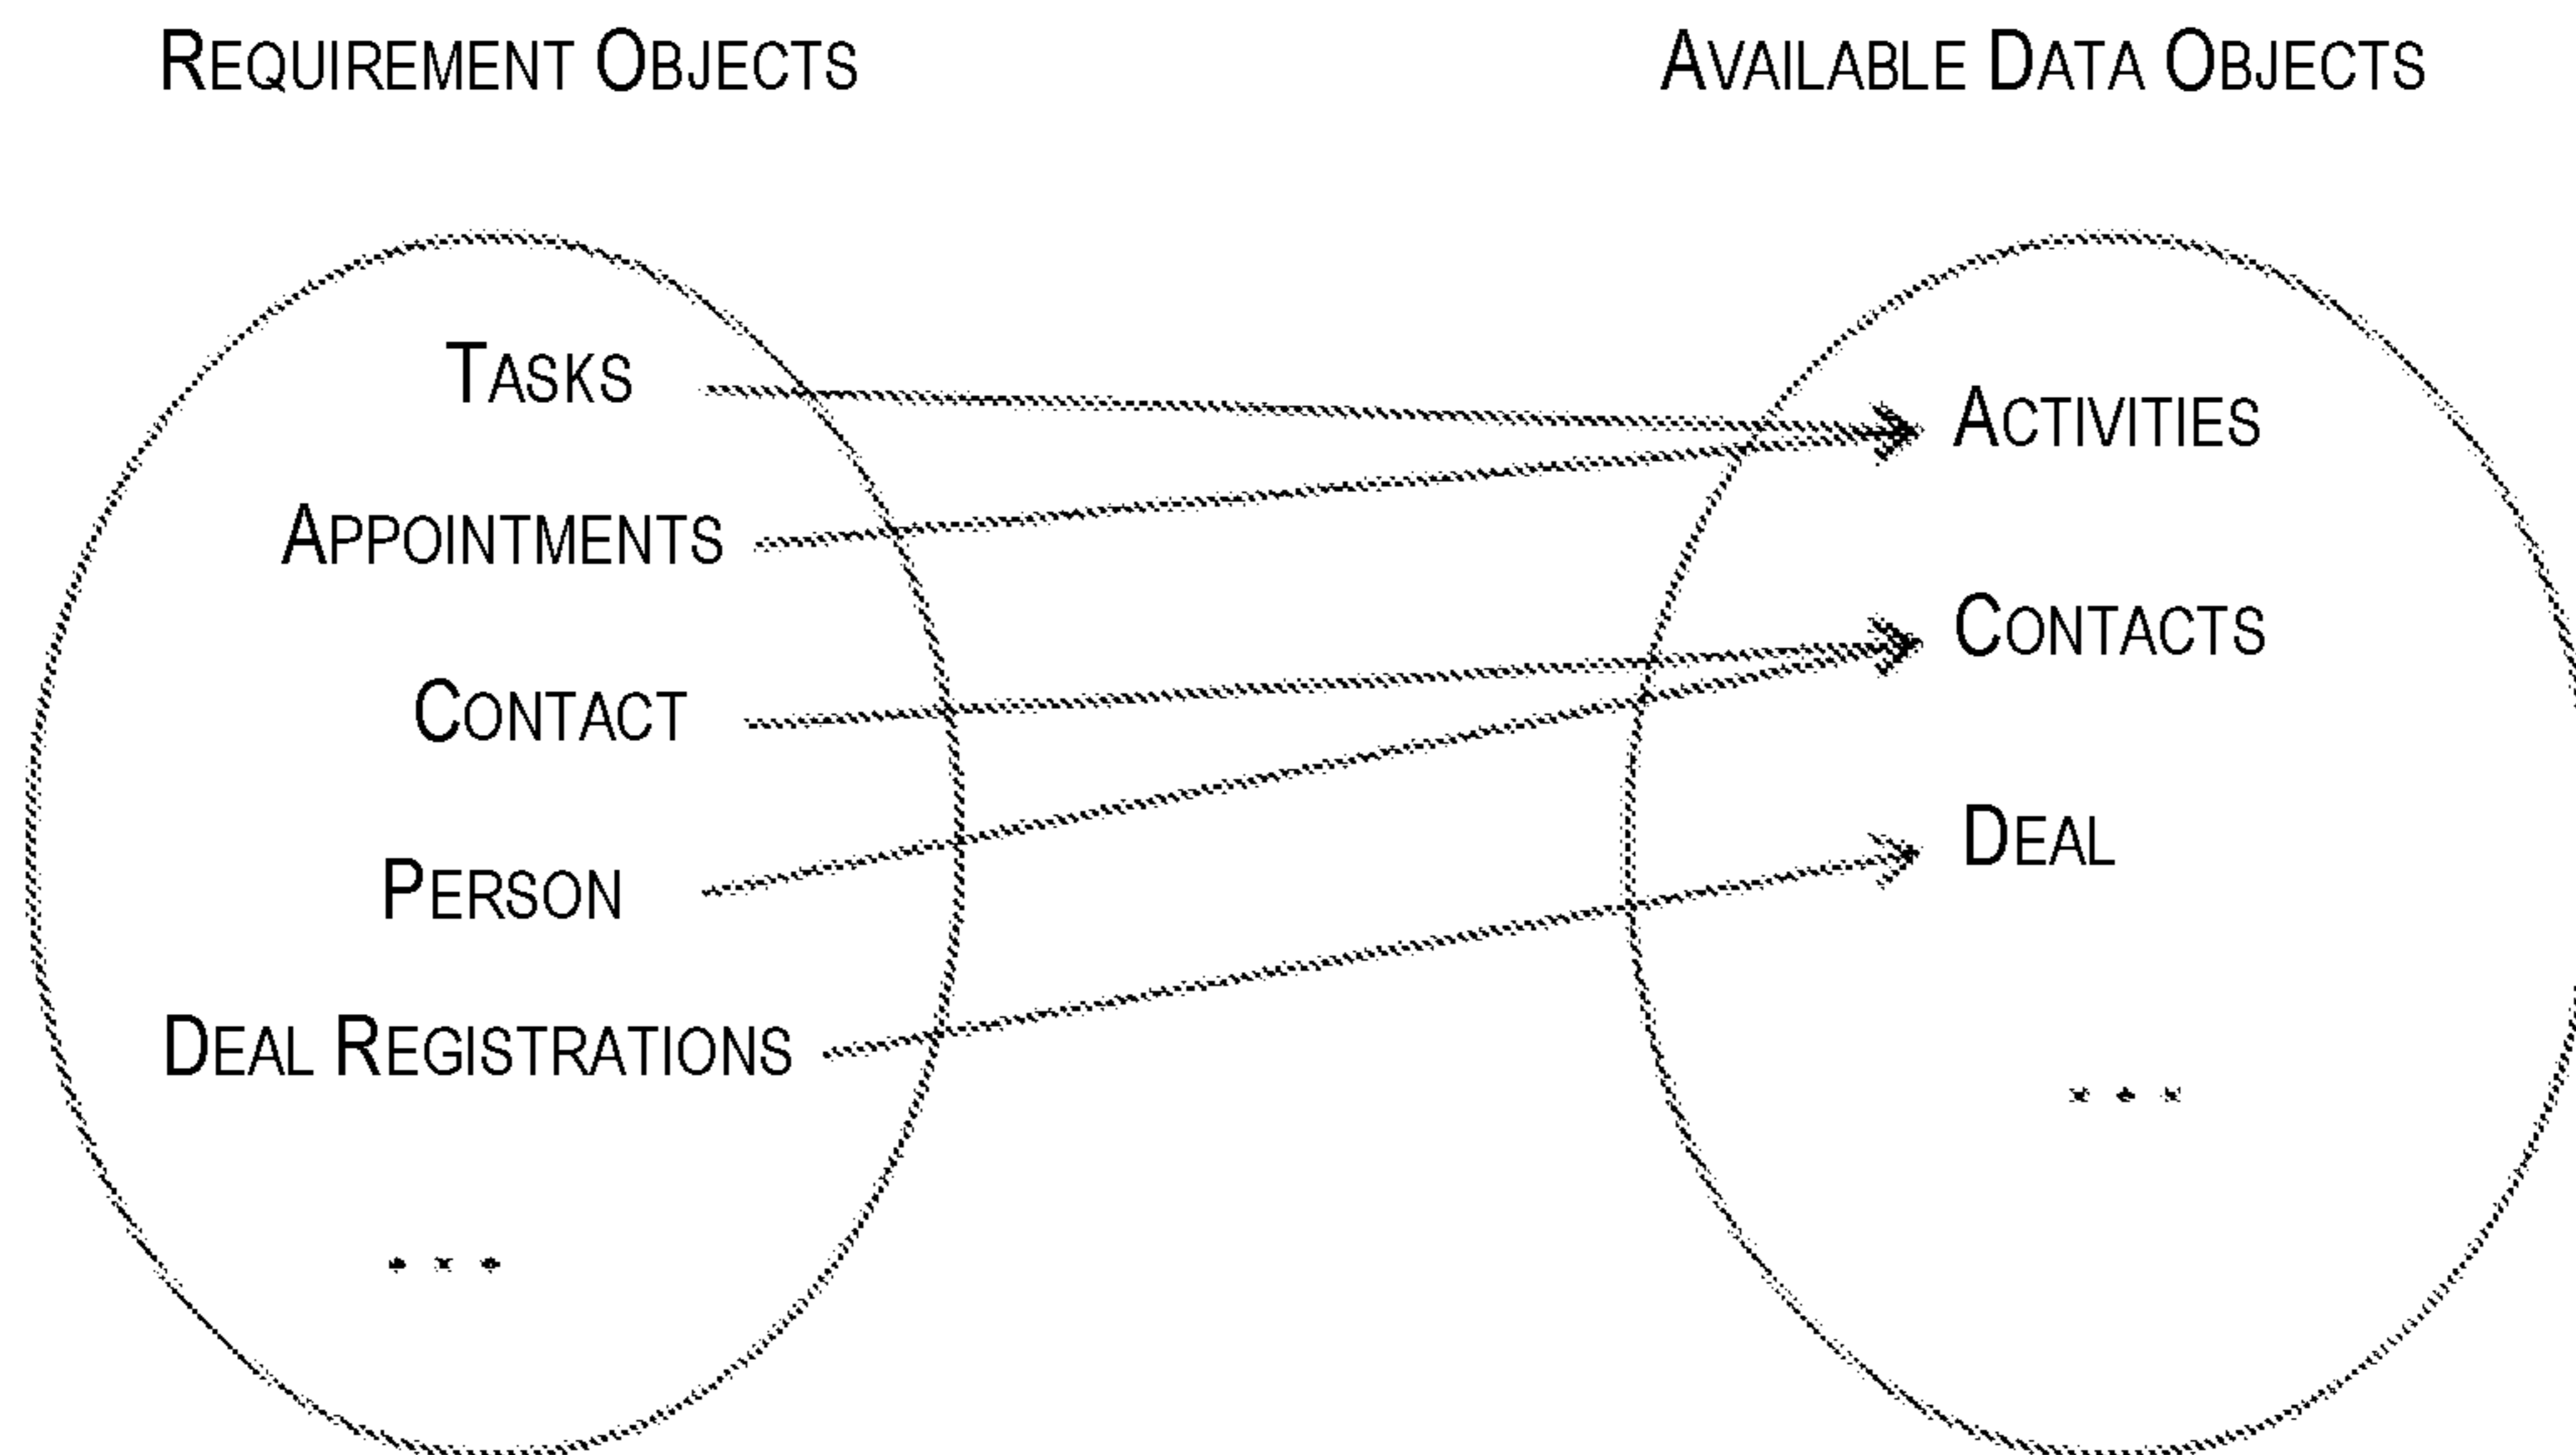 REQUIREMENT OBJECTS
AVAILABLE DATA OBJECTS
TASKS
APPOINTMENTS
CONTACT
PERSON
DEAL REGISTRATIONS
...
ACTIVITIES
CONTACTS
DEAL
...